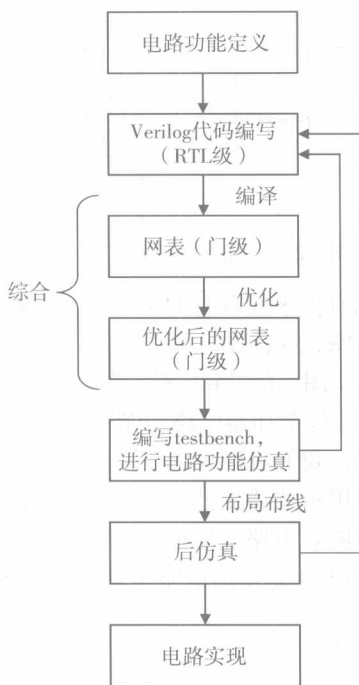 电路功能定义
Verilog代码编写
（RTL级）
编译
网表（门级）
综合
优化
优化后的网表
（门级）
编写testbench，
进行电路功能仿真
布局布线
后仿真
电路实现